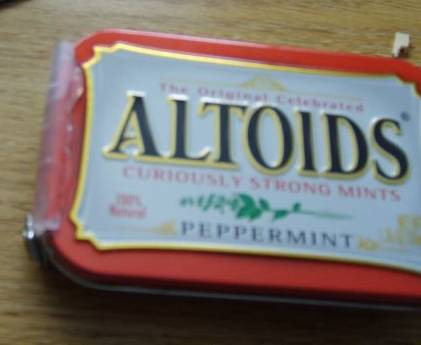 The Original Celebrated
ALTOIDS®
CURIOUSLY STRONG MINTS
100%
Natural
PEPPERMINT